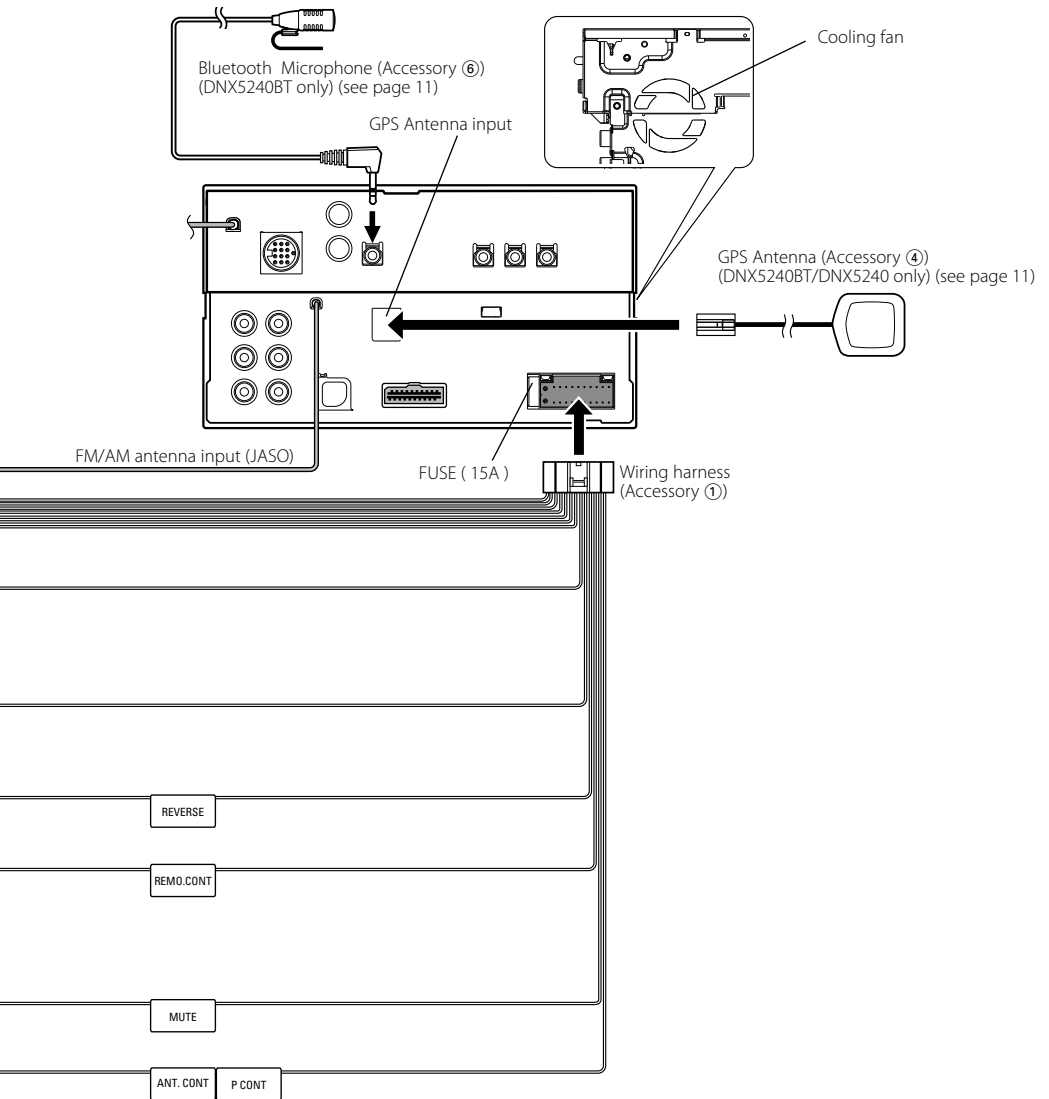 Cooling fan
Bluetooth Microphone (Accessory ⑥)
(DNX5240BT only) (see page 11)
GPS Antenna input
GPS Antenna (Accessory ④)
(DNX5240BT/DNX5240 only) (see page 11)
FM/AM antenna input (JASO)
FUSE ( 15A )
Wiring harness
(Accessory ①)
REVERSE
REMO.CONT
MUTE
ANT. CONT
P CONT